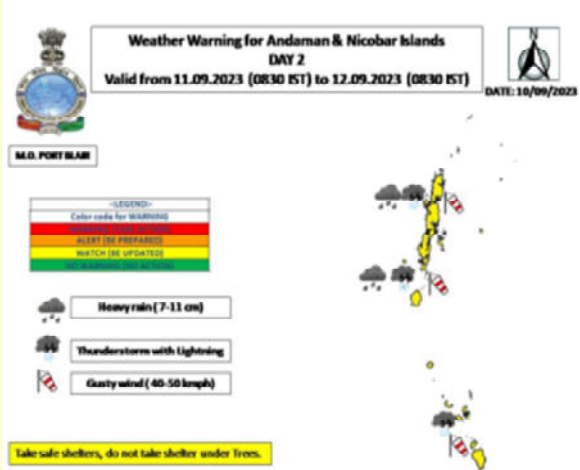 Weather Warning for Andaman & Nicobar Islands
DAY 2
Valid from 11.09.2023 (0830 IST) to 12.09.2023 (0830 IST)
N
DATE: 10/09/2023
M.O. PORT BLAIR
<LEGEND>
Color code for WARNING
WARNING (TAKE ACTION)
ALERT (BE PREPARED)
WATCH (BE UPDATED)
NO WARNING (NO ACTION)
Heavy rain (7-11 cm)
Thunderstorm with Lightning
Gusty wind (40-50 kmph)
Take safe shelters, do not take shelter under Trees.